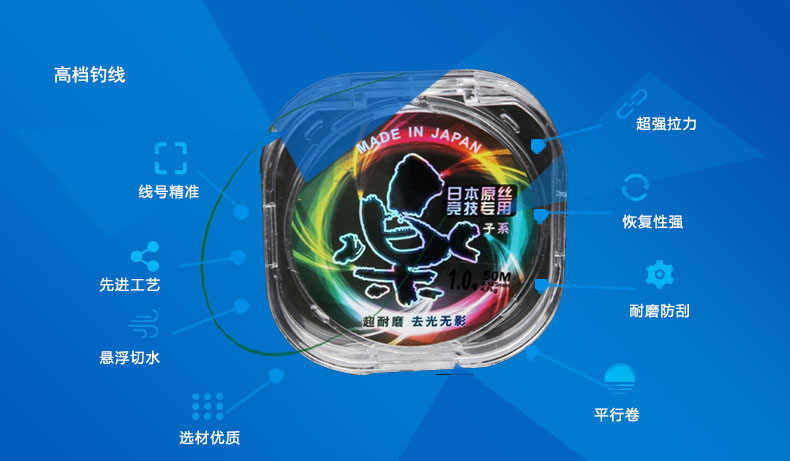 高档钓线
线号精准
先进工艺
悬浮切水
选材优质
MADE IN JAPAN
日本原丝
竞技专用
子系
1.0号
50M
超耐磨 去光无影
超强拉力
恢复性强
耐磨防刮
平行卷